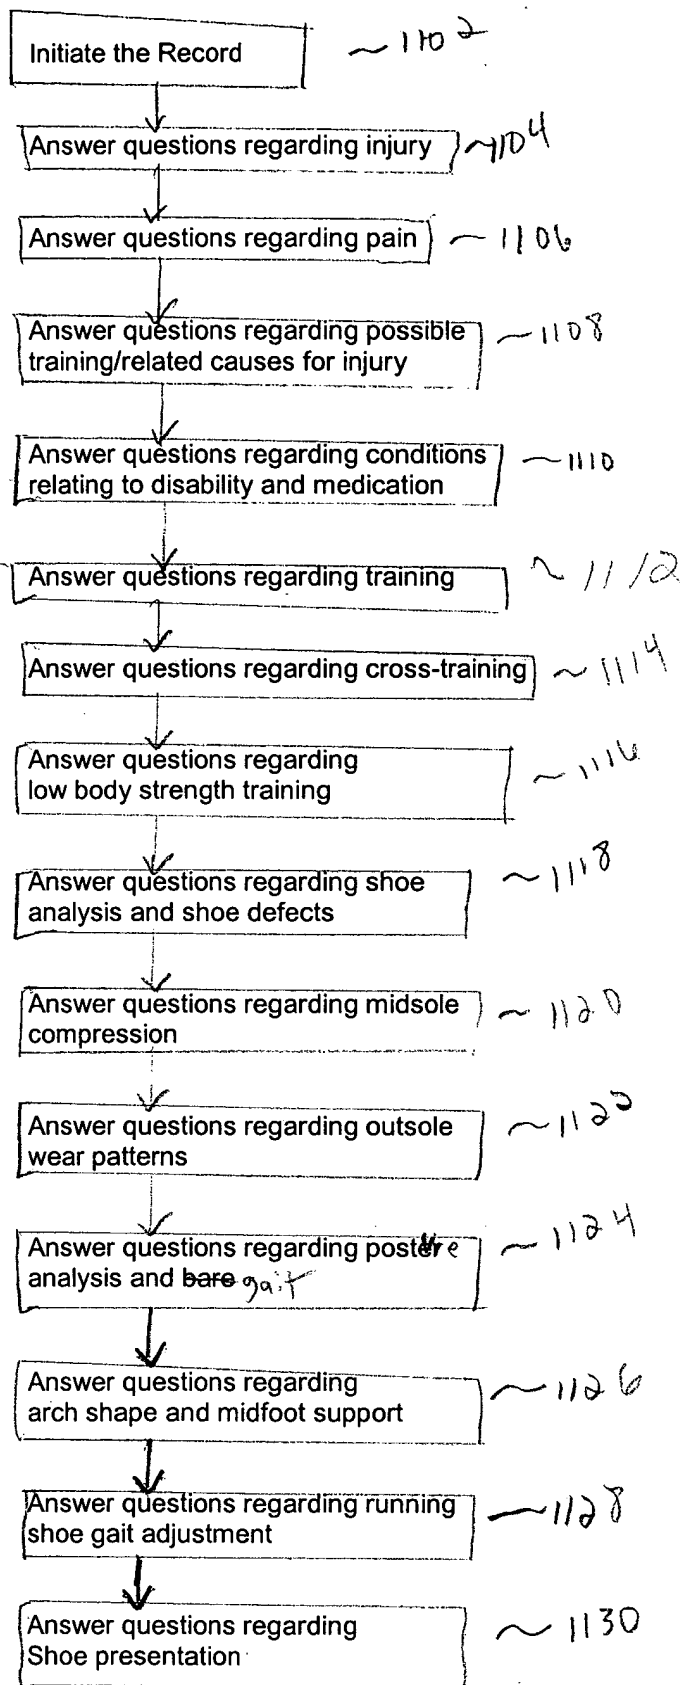 Initiate the Record ~ 1102
Answer questions regarding injury ~1104
Answer questions regarding pain ~ 1106
Answer questions regarding possible ~1108
training/related causes for injury
Answer questions regarding conditions ~1110
relating to disability and medication
Answer questions regarding training ~ 1112
Answer questions regarding cross-training ~ 1114
Answer questions regarding ~1116
low body strength training
Answer questions regarding shoe ~1118
analysis and shoe defects
Answer questions regarding midsole ~ 1120
compression
Answer questions regarding outsole ~1122
wear patterns
Answer questions regarding posture ~1124
analysis and bare gait
Answer questions regarding ~1126
arch shape and midfoot support
Answer questions regarding running ~1128
shoe gait adjustment
Answer questions regarding ~ 1130
Shoe presentation